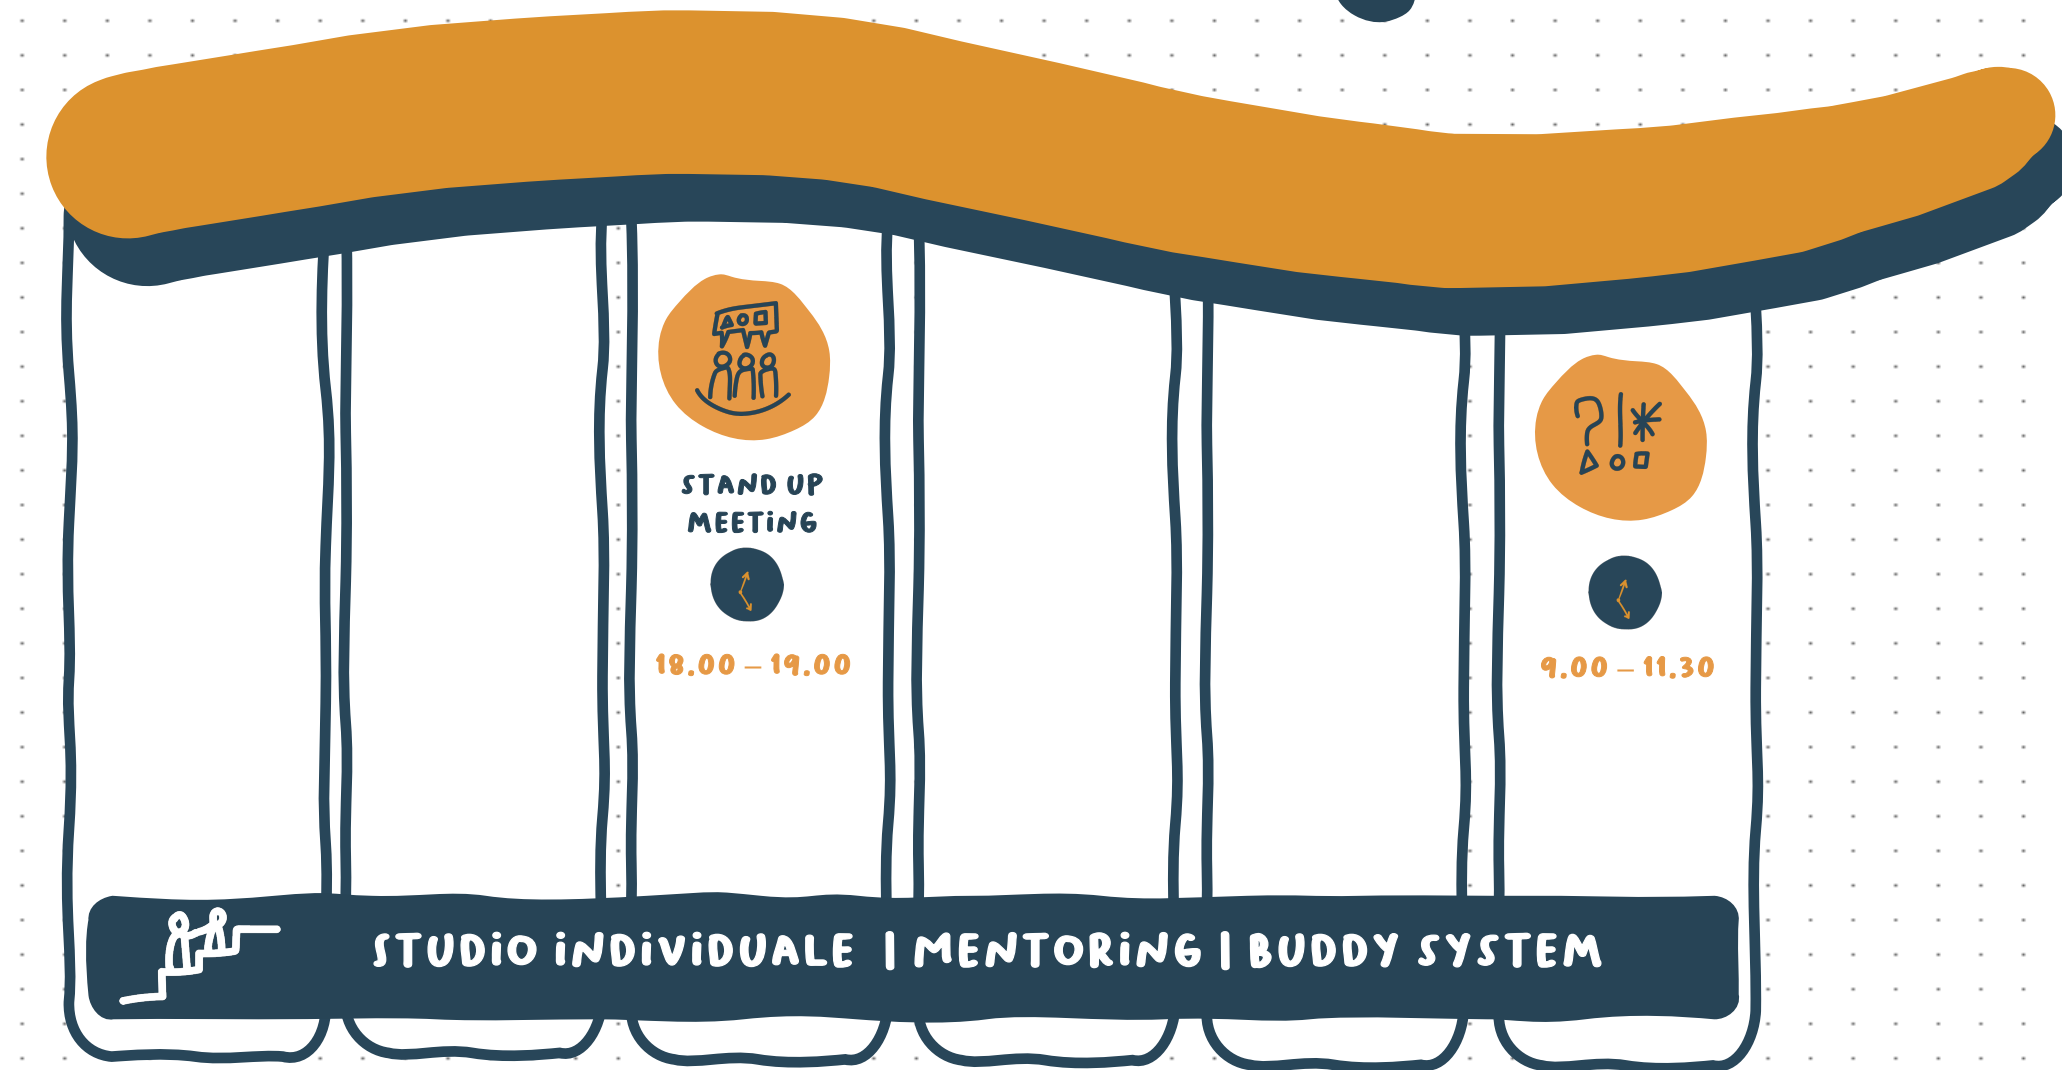 STAND UP
MEETING
18.00 – 19.00
9.00 – 11.30
STUDIO INDIVIDUALE | MENTORING | BUDDY SYSTEM